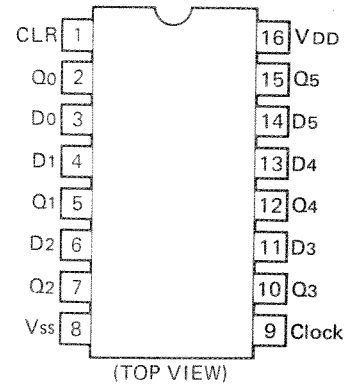 CLR 1 16 VDD
Q0 2 15 Q5
D0 3 14 D5
D1 4 13 D4
Q1 5 12 Q4
D2 6 11 D3
Q2 7 10 Q3
Vss 8 9 Clock
(TOP VIEW)